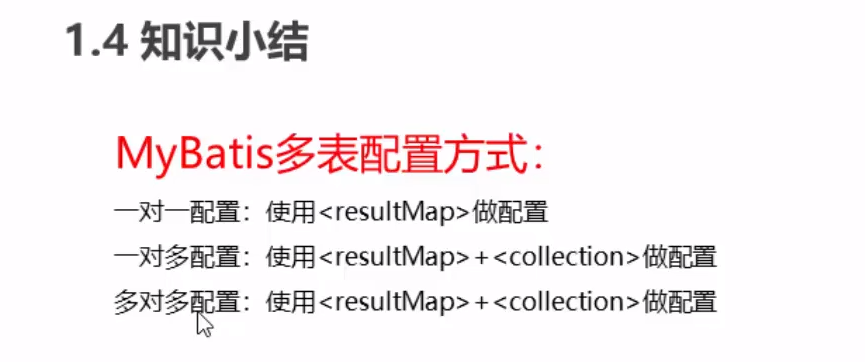 1.4 知识小结
MyBatis多表配置方式：
一对一配置：使用<resultMap>做配置
一对多配置：使用<resultMap>+<collection>做配置
多对多配置：使用<resultMap>+<collection>做配置